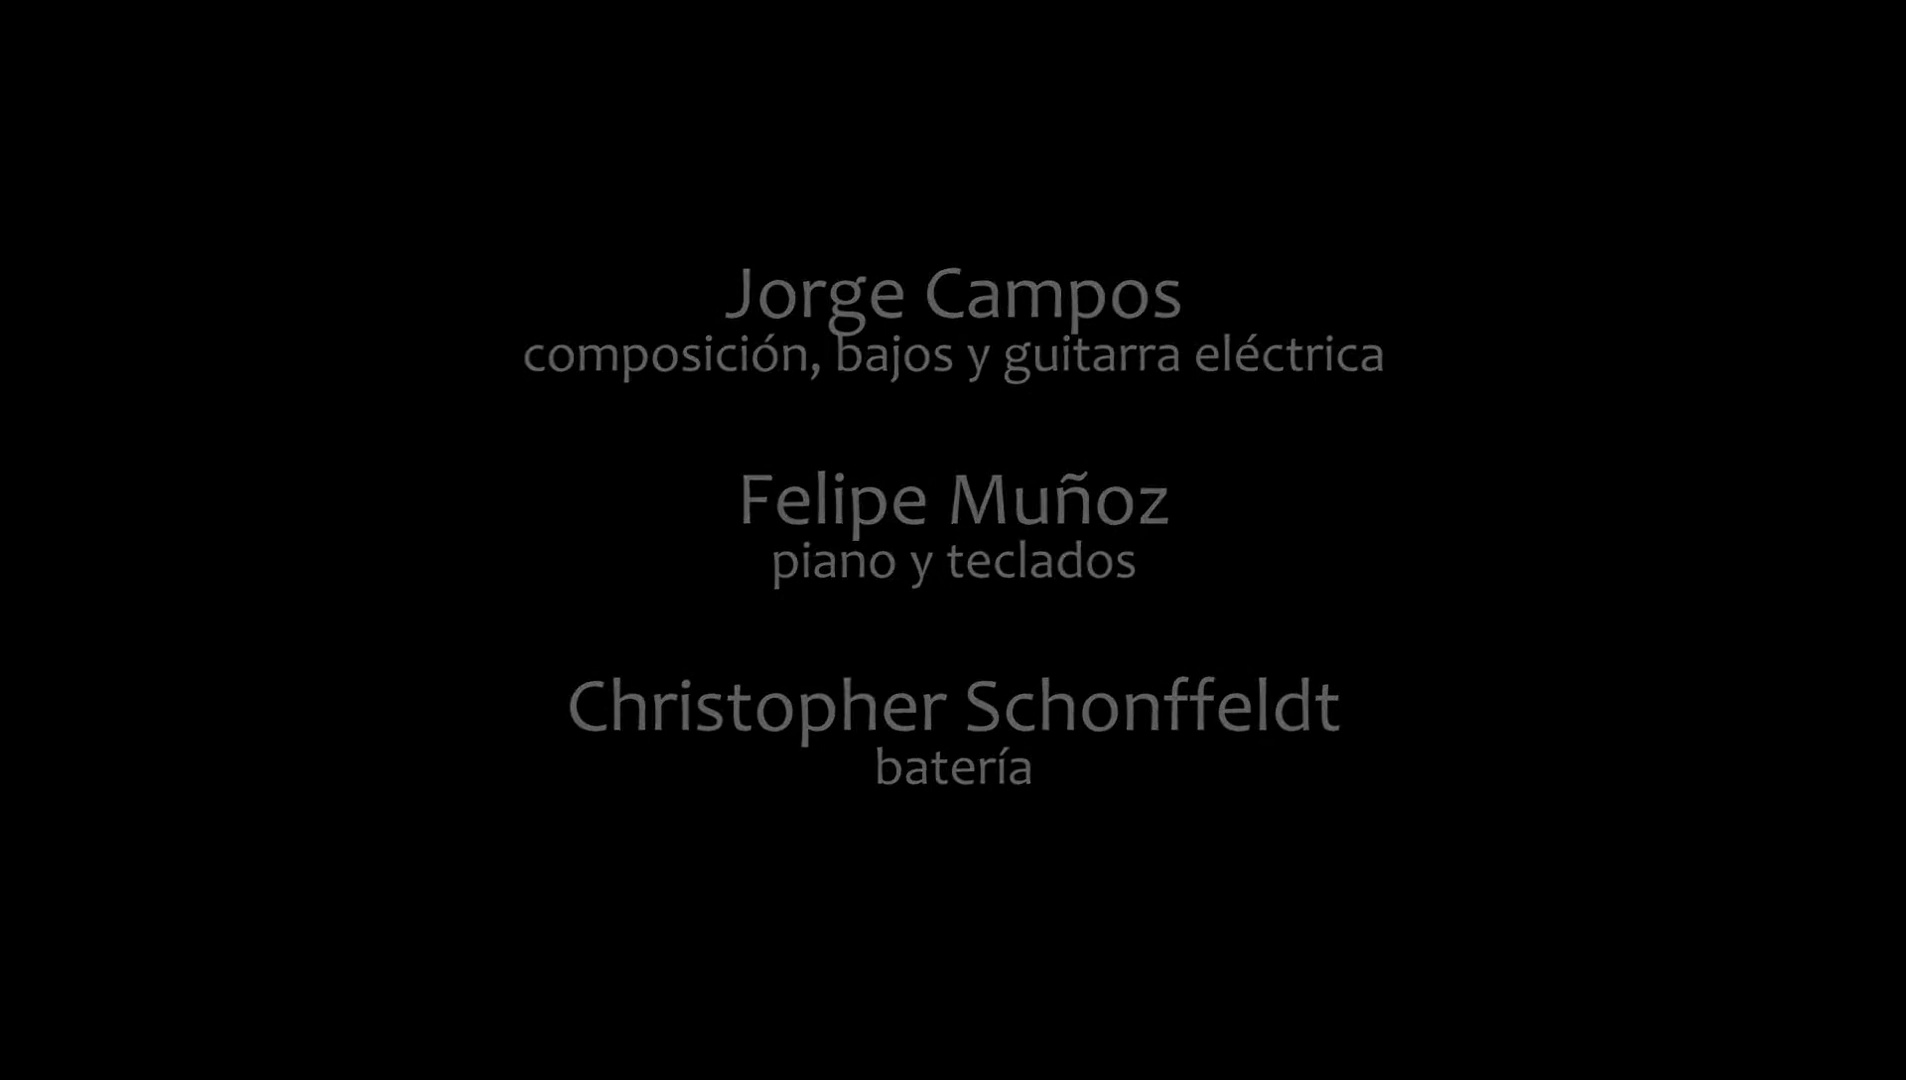 Jorge Campos
composición, bajos y guitarra eléctrica
Felipe Muñoz
piano y teclados
Christopher Schonffeldt
batería